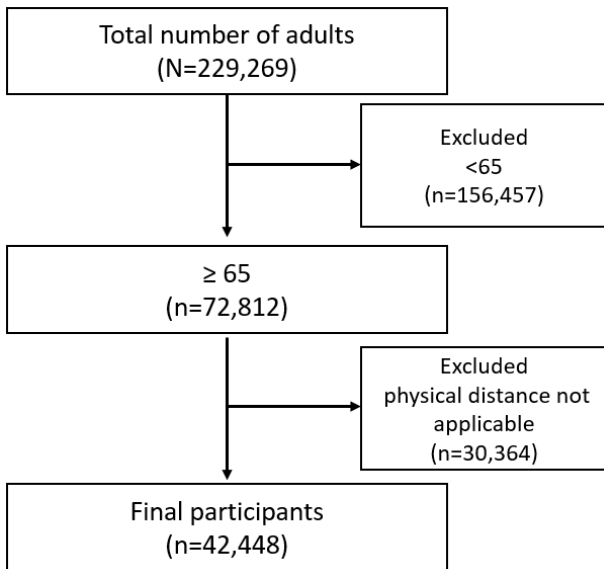 Total number of adults
(N=229,269)
Excluded
<65
(n=156,457)
≥ 65
(n=72,812)
Excluded
physical distance not
applicable
(n=30,364)
Final participants
(n=42,448)